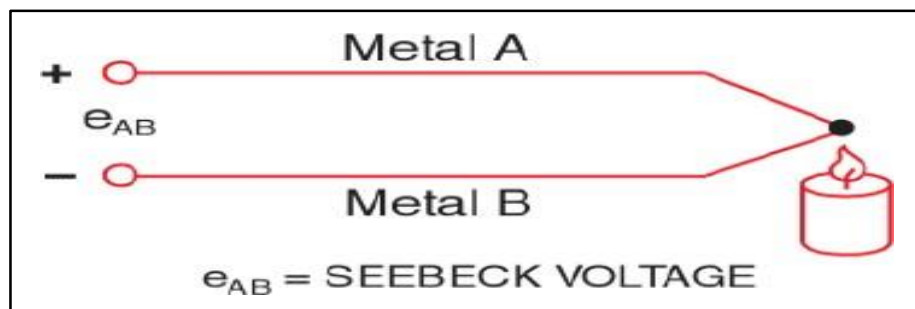 Metal A
+
eAB
−
Metal B
eAB = SEEBECK VOLTAGE